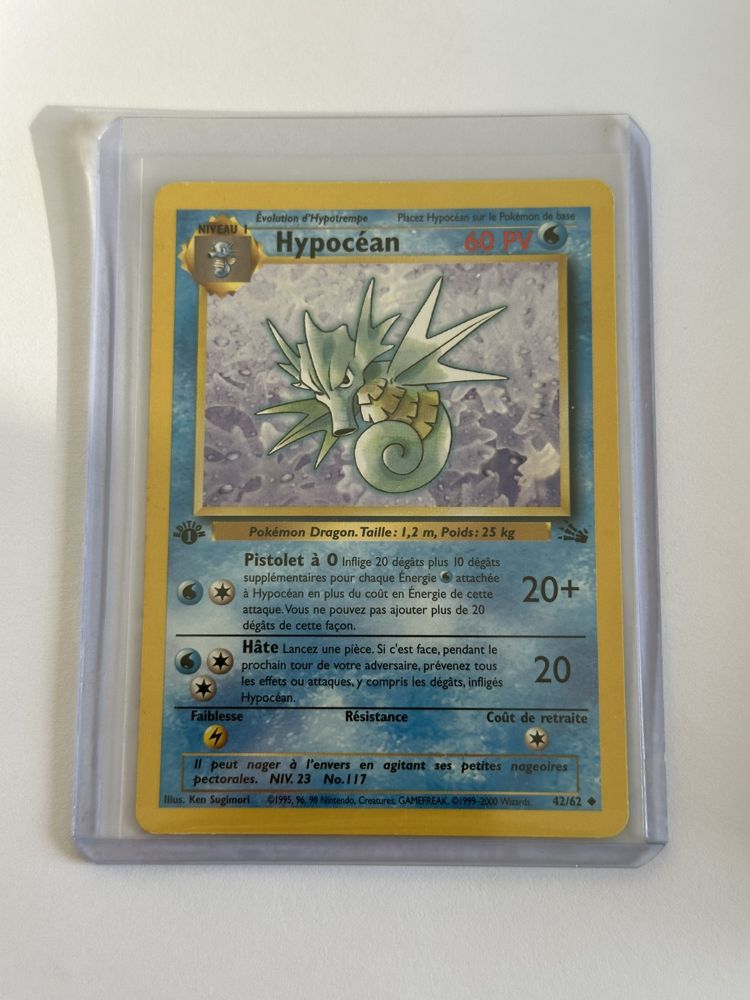 Évolution d'Hypotrempe Placez Hypocéan sur le Pokémon de base
NIVEAU 1
Hypocéan 60 PV
EDITION
1
Pokémon Dragon. Taille: 1,2 m, Poids: 25 kg
Pistolet à O Inflige 20 dégâts plus 10 dégâts
supplémentaires pour chaque Énergie attachée
à Hypocéan en plus du coût en Énergie de cette
attaque. Vous ne pouvez pas ajouter plus de 20
dégâts de cette façon.
20+
Hâte Lancez une pièce. Si c'est face, pendant le
prochain tour de votre adversaire, prévenez tous
les effets ou attaques, y compris les dégâts, infligés
Hypocéan.
20
Faiblesse Résistance Coût de retraite
Il peut nager à l'envers en agitant ses petites nageoires
pectorales. NIV. 23 No. 117
Illus. Ken Sugimori ©1995, 96, 98 Nintendo, Creatures, GAMEFREAK. ©1999-2000 Wizards. 42/62